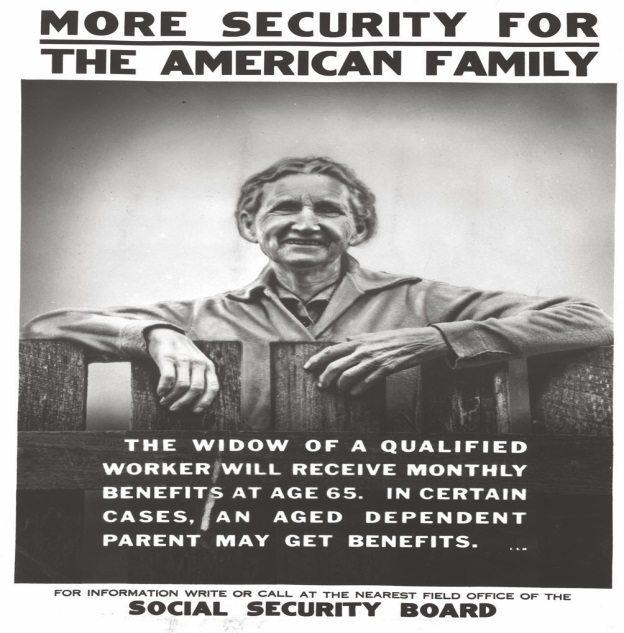 MORE SECURITY FOR
THE AMERICAN FAMILY
THE WIDOW OF A QUALIFIED
WORKER WILL RECEIVE MONTHLY
BENEFITS AT AGE 65. IN CERTAIN
CASES, AN AGED DEPENDENT
PARENT MAY GET BENEFITS.
FOR INFORMATION WRITE OR CALL AT THE NEAREST FIELD OFFICE OF THE
SOCIAL SECURITY BOARD